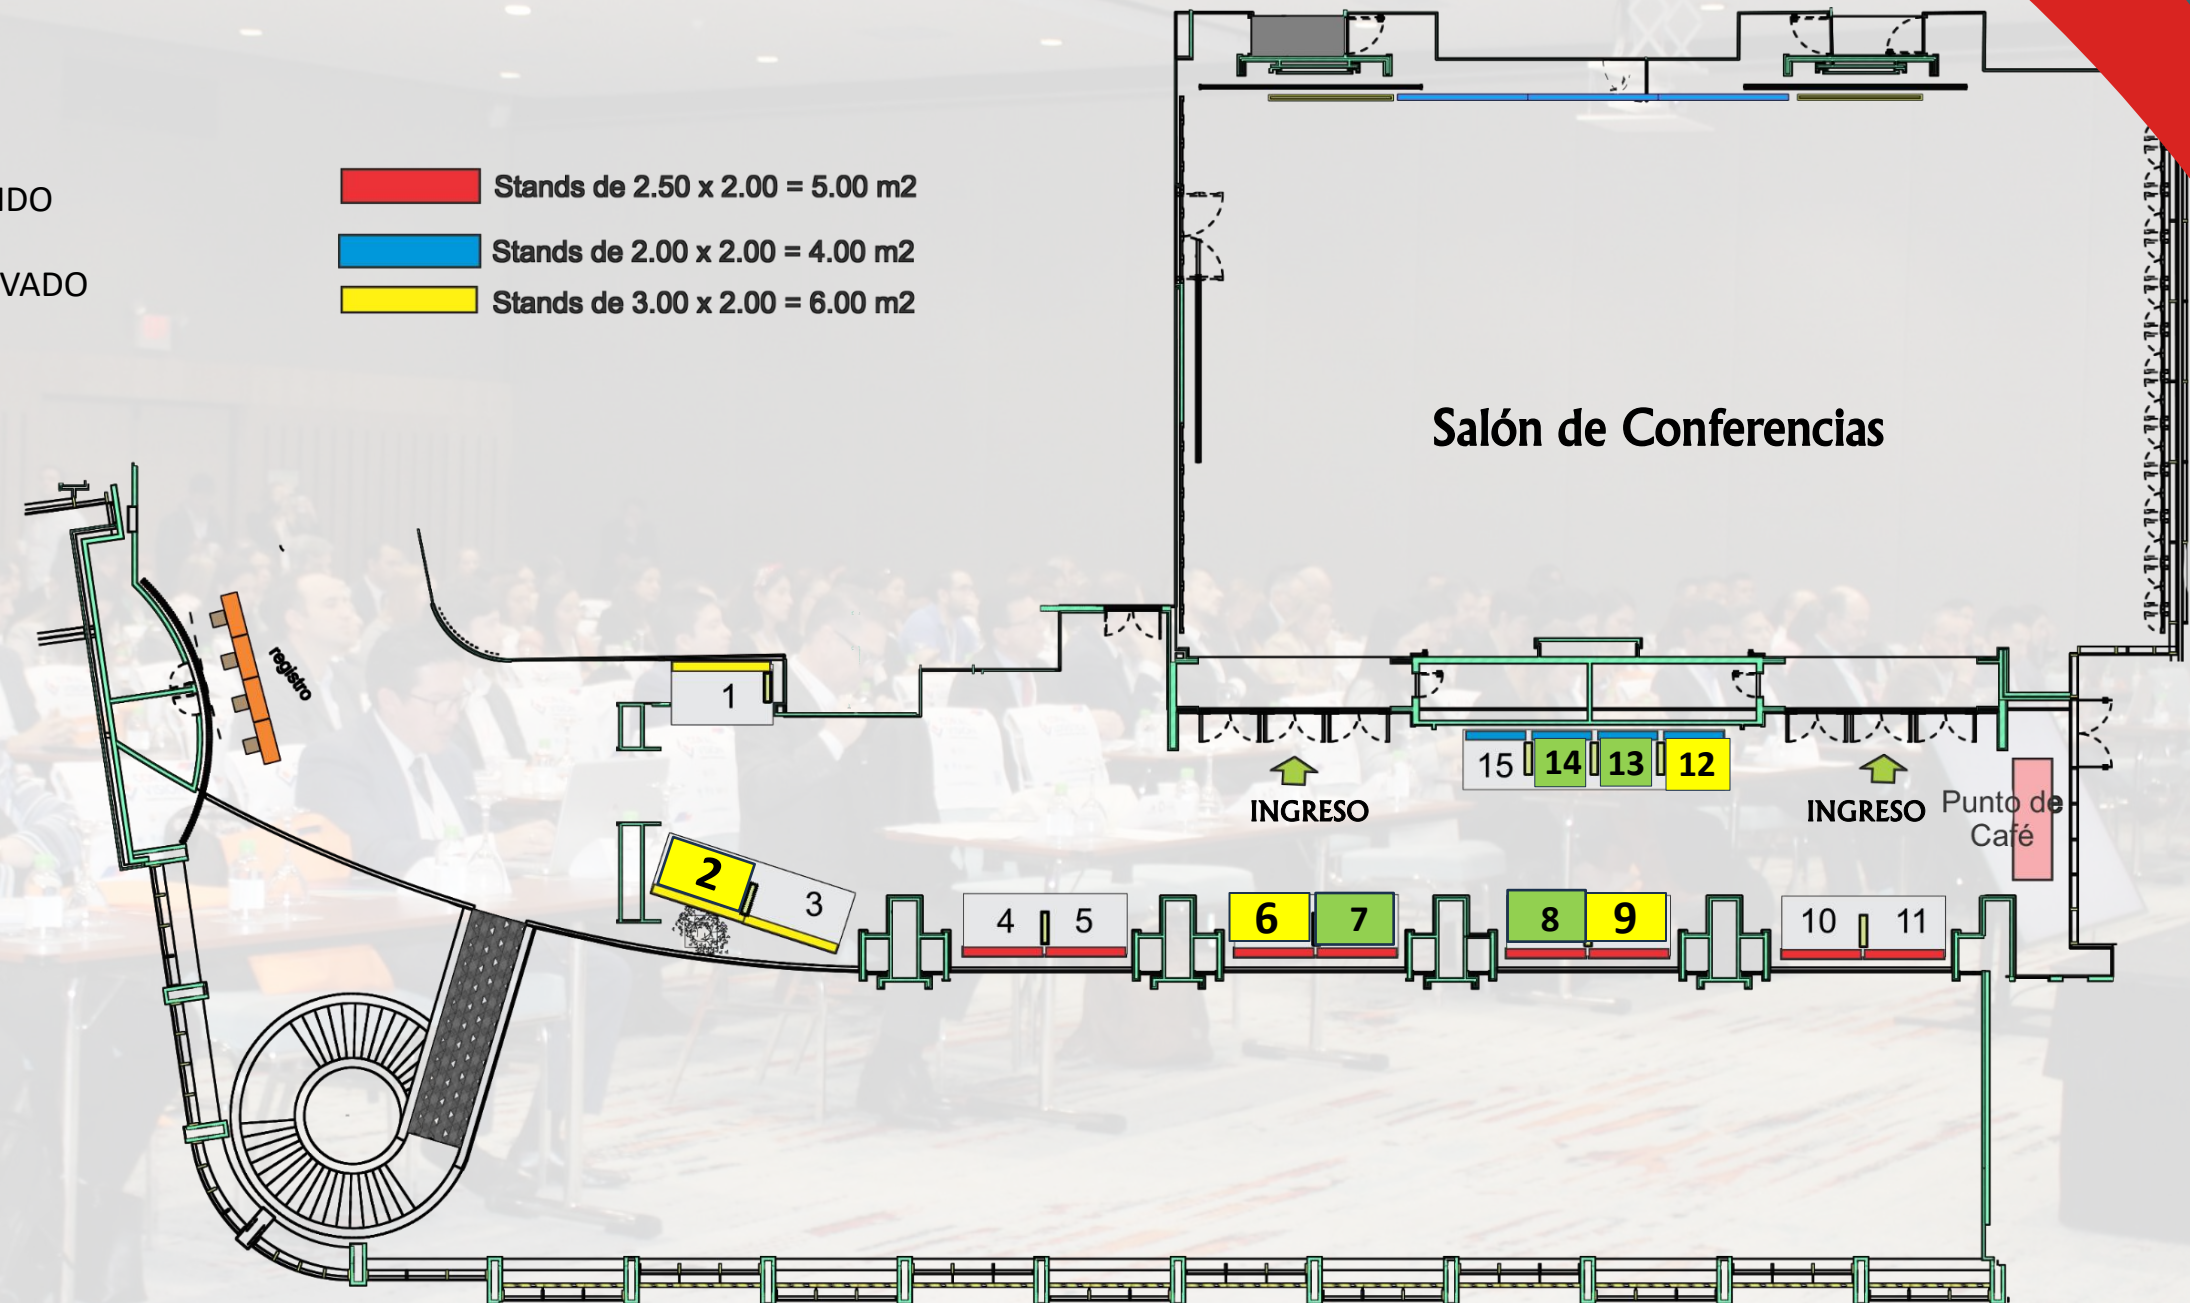 NDO
VADO
Stands de 2.50 x 2.00 = 5.00 m2
Stands de 2.00 x 2.00 = 4.00 m2
Stands de 3.00 x 2.00 = 6.00 m2
Salón de Conferencias
registro
1
15
14
13
12
INGRESO
INGRESO
Punto de
Café
2
3
4
5
6
7
8
9
10
11